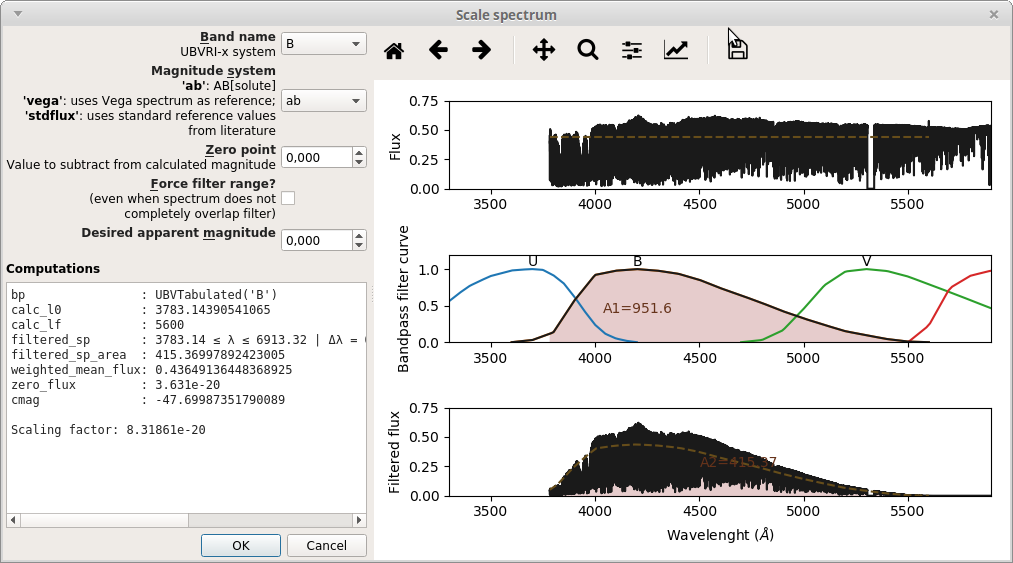 Scale spectrum
Band name
UBVRI-x system
B
Magnitude system
'ab': AB[solute]
'vega': uses Vega spectrum as reference;
'stdflux': uses standard reference values
from literature
ab
Zero point
Value to subtract from calculated magnitude
0,000
Force filter range?
(even when spectrum does not
completely overlap filter)
Desired apparent magnitude
0,000
Computations
bp : UBVTabulated('B')
calc_l0 : 3783.14390541065
calc_lf : 5600
filtered_sp : 3783.14 ≤ λ ≤ 6913.32 | Δλ =
filtered_sp_area : 415.36997892423005
weighted_mean_flux: 0.43649136448368925
zero_flux : 3.631e-20
cmag : -47.69987351790089
Scaling factor: 8.31861e-20
OK
Cancel
Flux
0.75
0.50
0.25
0.00
3500 4000 4500 5000 5500
Bandpass filter curve
1.0
0.5
0.0
U B V
A1=951.6
3500 4000 4500 5000 5500
Filtered flux
0.75
0.50
0.25
0.00
A2=415.37
3500 4000 4500 5000 5500
Wavelenght (Å)